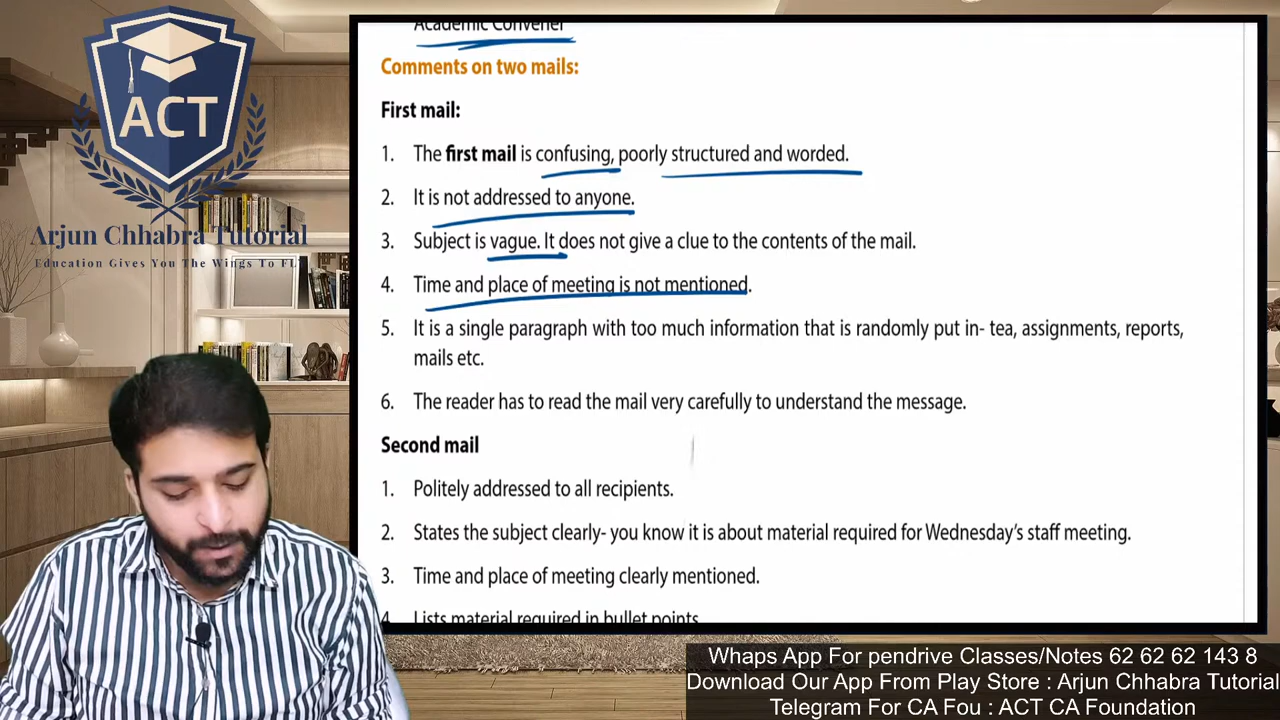 ACT
Arjun Chhabra Tutorial
Education Gives You The Wings To Fl
Academic Convener
Comments on two mails:
First mail:
1. The first mail is confusing, poorly structured and worded.
2. It is not addressed to anyone.
3. Subject is vague. It does not give a clue to the contents of the mail.
4. Time and place of meeting is not mentioned.
5. It is a single paragraph with too much information that is randomly put in- tea, assignments, reports,
mails etc.
6. The reader has to read the mail very carefully to understand the message.
Second mail
1. Politely addressed to all recipients.
2. States the subject clearly- you know it is about material required for Wednesday's staff meeting.
3. Time and place of meeting clearly mentioned.
4. Lists material required in bullet points
Whaps App For pendrive Classes/Notes 62 62 62 143 8
Download Our App From Play Store : Arjun Chhabra Tutorial
Telegram For CA Fou : ACT CA Foundation